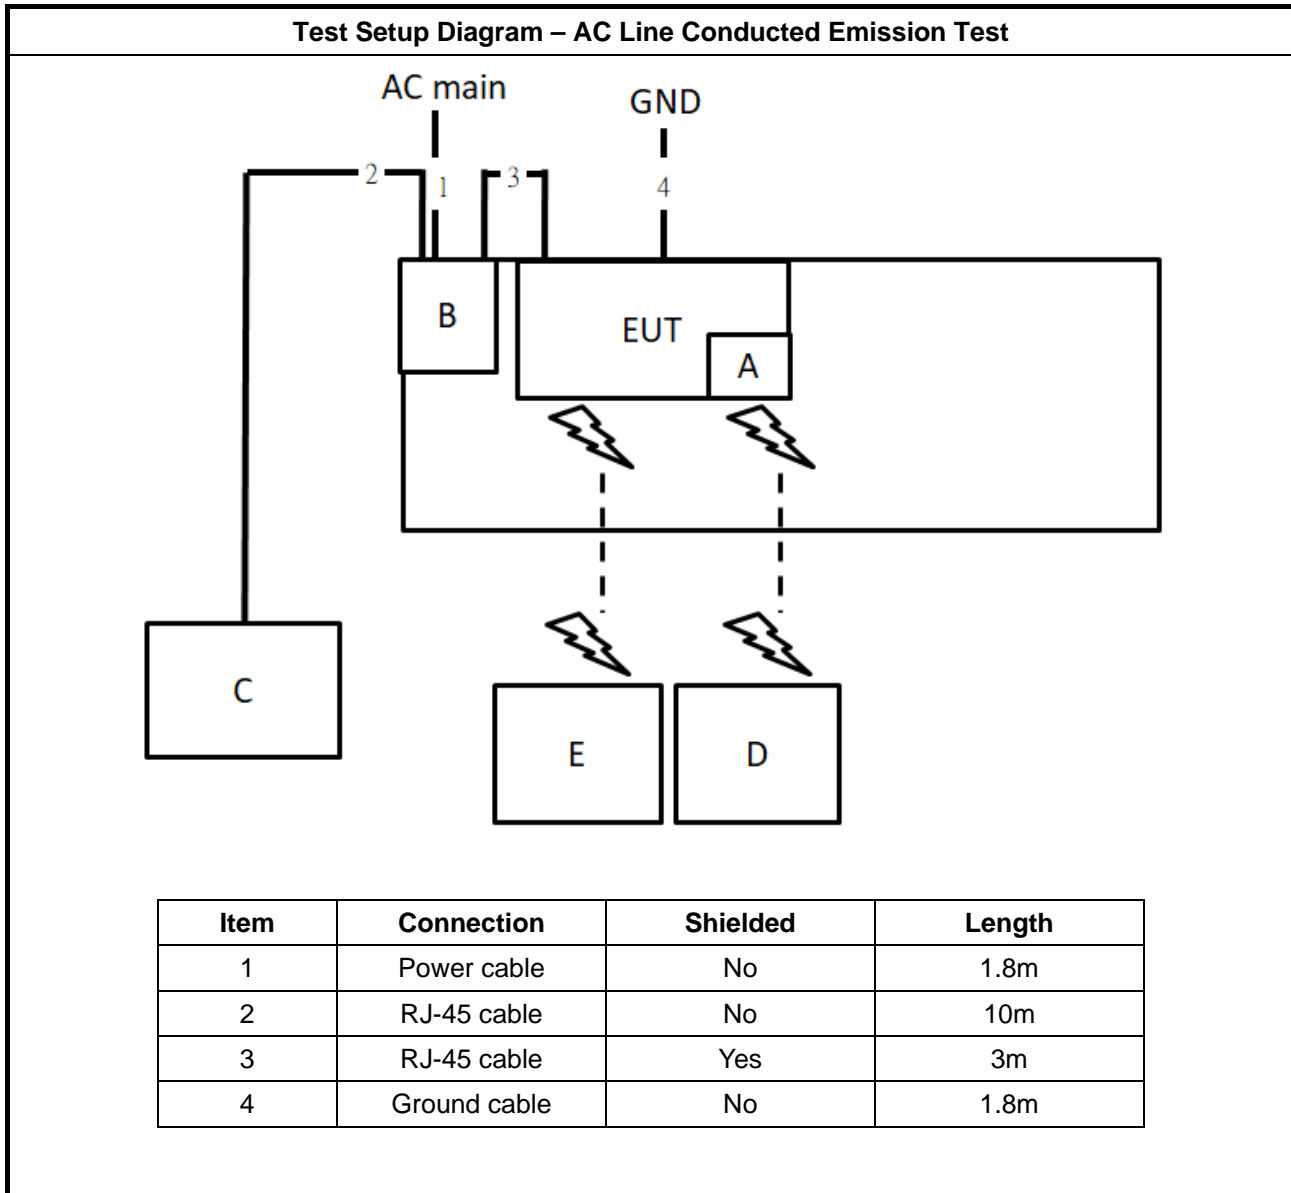 Test Setup Diagram – AC Line Conducted Emission Test
AC main
GND
2
1
3
4
B
EUT
A
C
E
D
Item Connection Shielded Length
1 Power cable No 1.8m
2 RJ-45 cable No 10m
3 RJ-45 cable Yes 3m
4 Ground cable No 1.8m